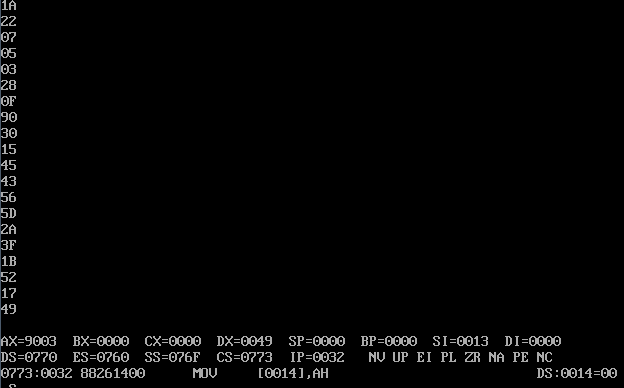 1A
22
07
05
03
28
0F
90
30
15
45
43
56
5D
2A
3F
1B
52
17
49
AX=9003  BX=0000  CX=0000  DX=0049  SP=0000  BP=0000  SI=0013  DI=0000
DS=0770  ES=0760  SS=076F  CS=0773  IP=0032   NV UP EI PL ZR NA PE NC
0773:0032 88261400      MOV     [0014],AH                          DS:0014=00